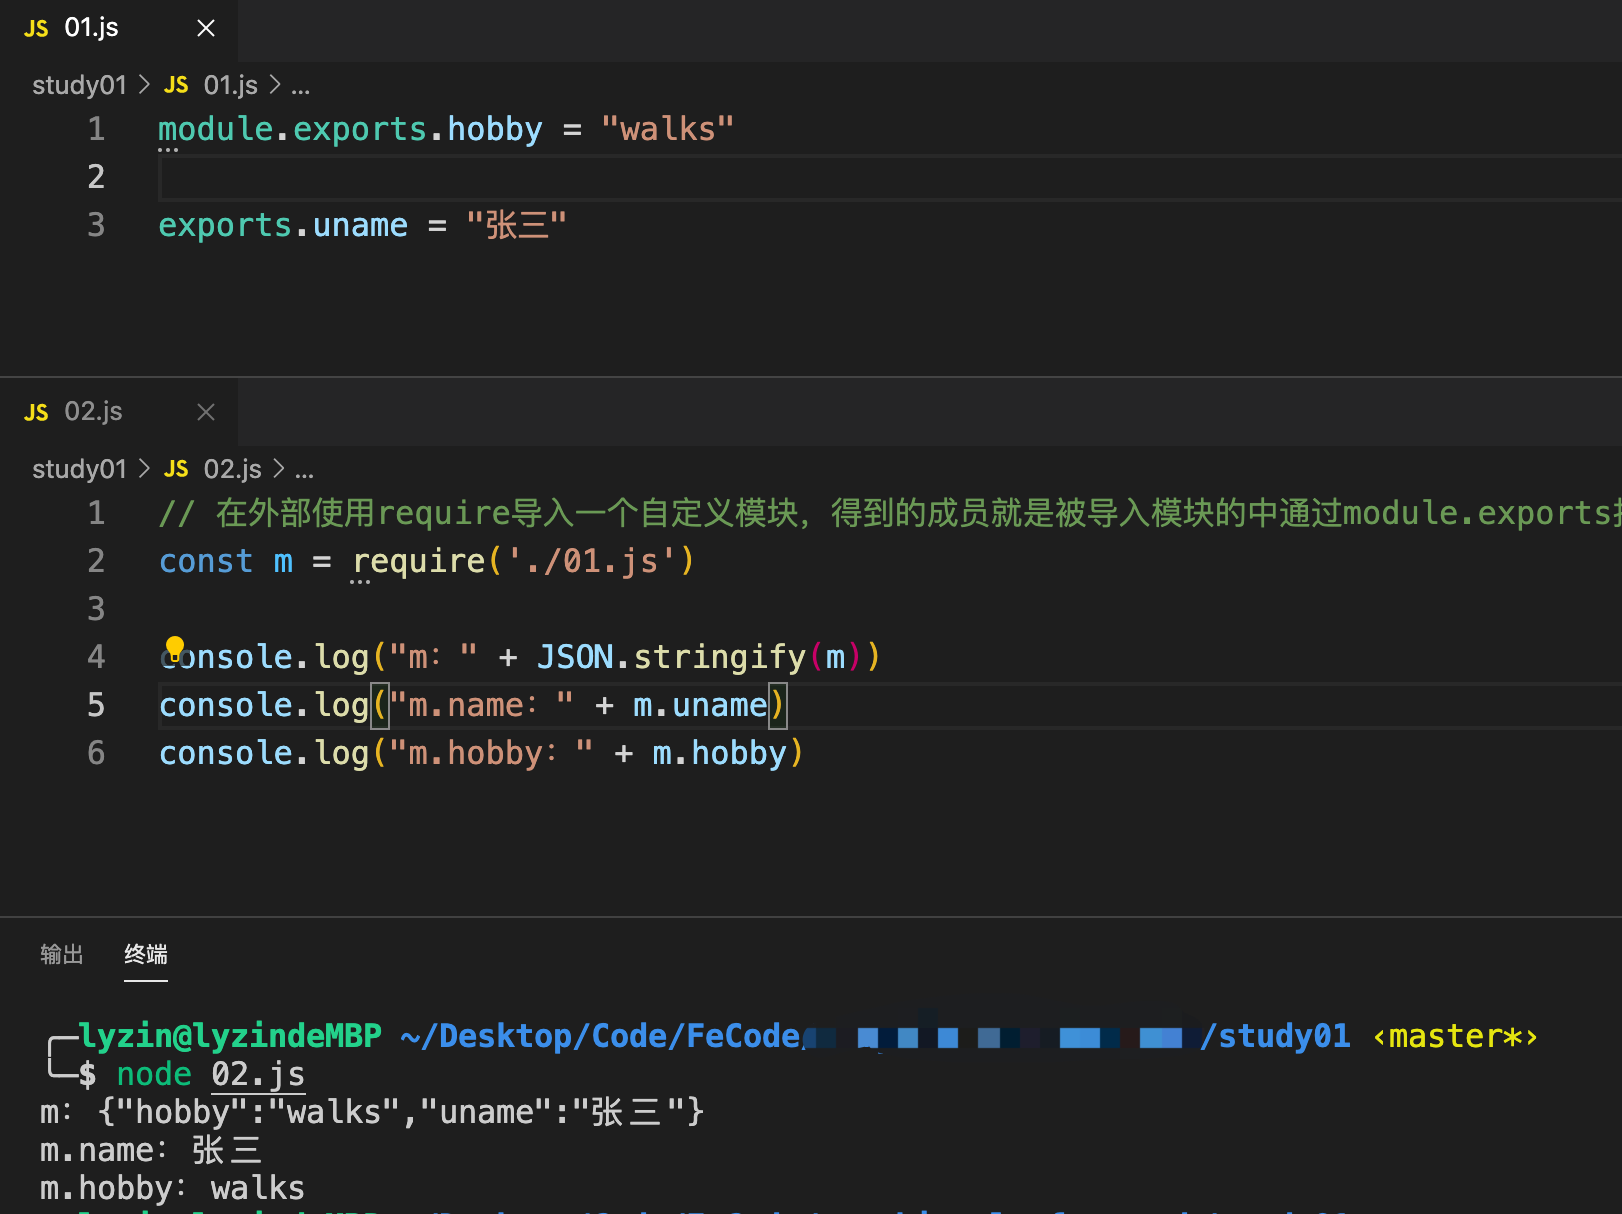 JS 01.js
study01 > JS 01.js > ...
1 module.exports.hobby = "walks"
2
3 exports.uname = "张三"
JS 02.js
study01 > JS 02.js > ...
1 // 在外部使用require导入一个自定义模块，得到的成员就是被导入模块的中通过module.exports
2 const m = require('./01.js')
3
4 console.log("m：" + JSON.stringify(m))
5 console.log("m.name：" + m.uname)
6 console.log("m.hobby：" + m.hobby)
输出 终端
lyzin@lyzindeMBP ~/Desktop/Code/FeCode/ /study01 ‹master*›
$ node 02.js
m：{"hobby":"walks","uname":"张三"}
m.name：张三
m.hobby：walks